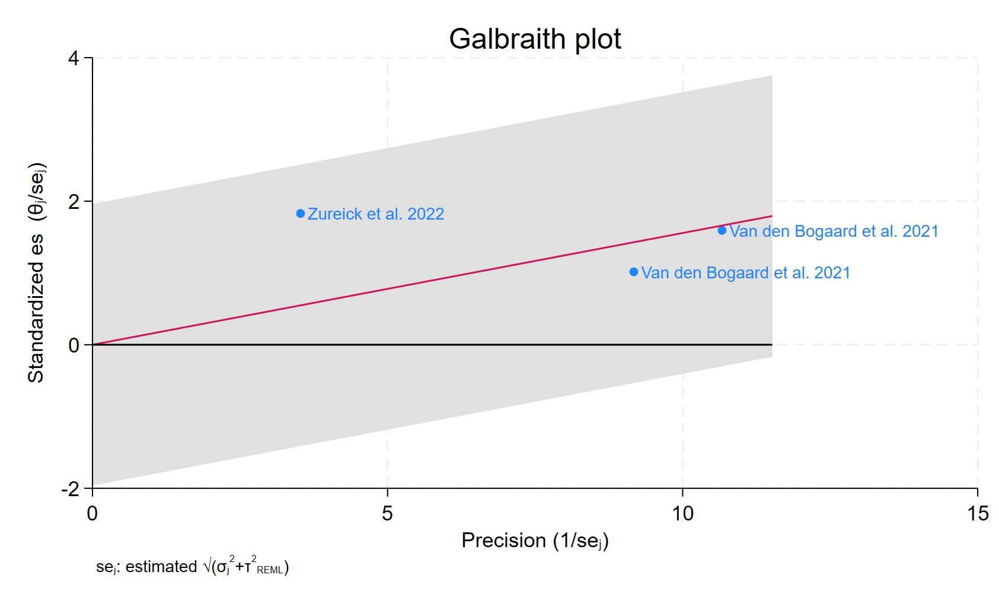 Galbraith plot
4
2
0
-2
Standardized es (θⱼ/seⱼ)
Zureick et al. 2022
Van den Bogaard et al. 2021
Van den Bogaard et al. 2021
0 5 10 15
Precision (1/seⱼ)
seⱼ: estimated √(σⱼ²+τ²REML)